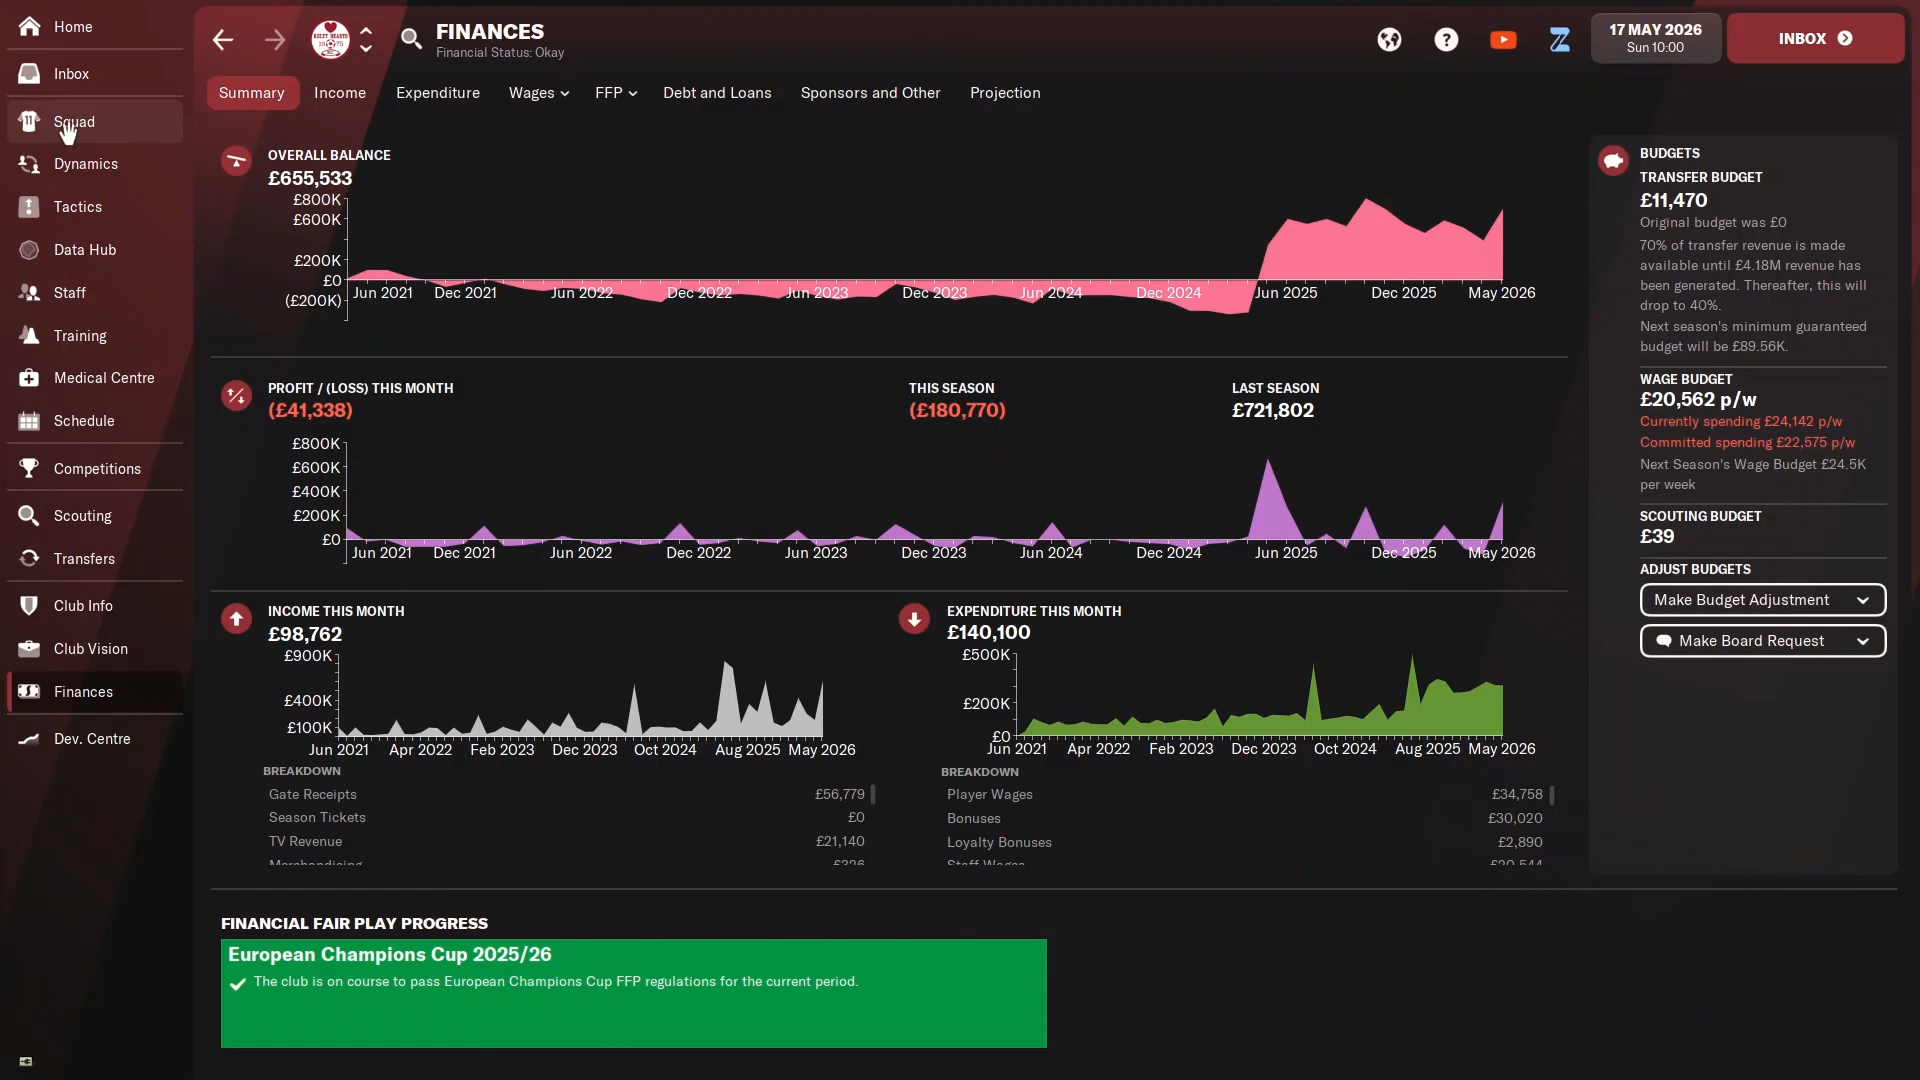 Home
Inbox
Squad
Dynamics
Tactics
Data Hub
Staff
Training
Medical Centre
Schedule
Competitions
Scouting
Transfers
Club Info
Club Vision
Finances
Dev. Centre
FINANCES
Financial Status: Okay
17 MAY 2026
Sun 10:00
INBOX
Summary
Income
Expenditure
Wages
FFP
Debt and Loans
Sponsors and Other
Projection
OVERALL BALANCE
£655,533
£800K
£600K
£200K
£0
(£200K)
Jun 2021
Dec 2021
Jun 2022
Dec 2022
Jun 2023
Dec 2023
Jun 2024
Dec 2024
Jun 2025
Dec 2025
May 2026
PROFIT / (LOSS) THIS MONTH
(£41,338)
THIS SEASON
(£180,770)
LAST SEASON
£721,802
£800K
£600K
£400K
£200K
£0
Jun 2021
Dec 2021
Jun 2022
Dec 2022
Jun 2023
Dec 2023
Jun 2024
Dec 2024
Jun 2025
Dec 2025
May 2026
INCOME THIS MONTH
£98,762
£900K
£400K
£100K
Jun 2021
Apr 2022
Feb 2023
Dec 2023
Oct 2024
Aug 2025
May 2026
BREAKDOWN
Gate Receipts £56,779
Season Tickets £0
TV Revenue £21,140
Merchandising £326
EXPENDITURE THIS MONTH
£140,100
£500K
£200K
£0
Jun 2021
Apr 2022
Feb 2023
Dec 2023
Oct 2024
Aug 2025
May 2026
BREAKDOWN
Player Wages £34,758
Bonuses £30,020
Loyalty Bonuses £2,890
Staff Wages £20,544
BUDGETS
TRANSFER BUDGET
£11,470
Original budget was £0
70% of transfer revenue is made
available until £4.18M revenue has
been generated. Thereafter, this will
drop to 40%.
Next season's minimum guaranteed
budget will be £89.56K.
WAGE BUDGET
£20,562 p/w
Currently spending £24,142 p/w
Committed spending £22,575 p/w
Next Season's Wage Budget £24.5K
per week
SCOUTING BUDGET
£39
ADJUST BUDGETS
Make Budget Adjustment
Make Board Request
FINANCIAL FAIR PLAY PROGRESS
European Champions Cup 2025/26
The club is on course to pass European Champions Cup FFP regulations for the current period.